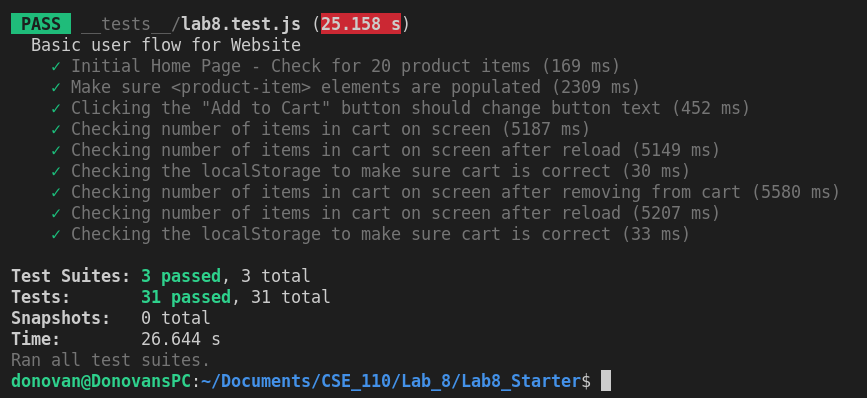 PASS __tests__/lab8.test.js (25.158 s)
Basic user flow for Website
✓ Initial Home Page - Check for 20 product items (169 ms)
✓ Make sure <product-item> elements are populated (2309 ms)
✓ Clicking the "Add to Cart" button should change button text (452 ms)
✓ Checking number of items in cart on screen (5187 ms)
✓ Checking number of items in cart on screen after reload (5149 ms)
✓ Checking the localStorage to make sure cart is correct (30 ms)
✓ Checking number of items in cart on screen after removing from cart (5580 ms)
✓ Checking number of items in cart on screen after reload (5207 ms)
✓ Checking the localStorage to make sure cart is correct (33 ms)
Test Suites: 3 passed, 3 total
Tests: 31 passed, 31 total
Snapshots: 0 total
Time: 26.644 s
Ran all test suites.
donovan@DonovansPC:~/Documents/CSE_110/Lab_8/Lab8_Starter$